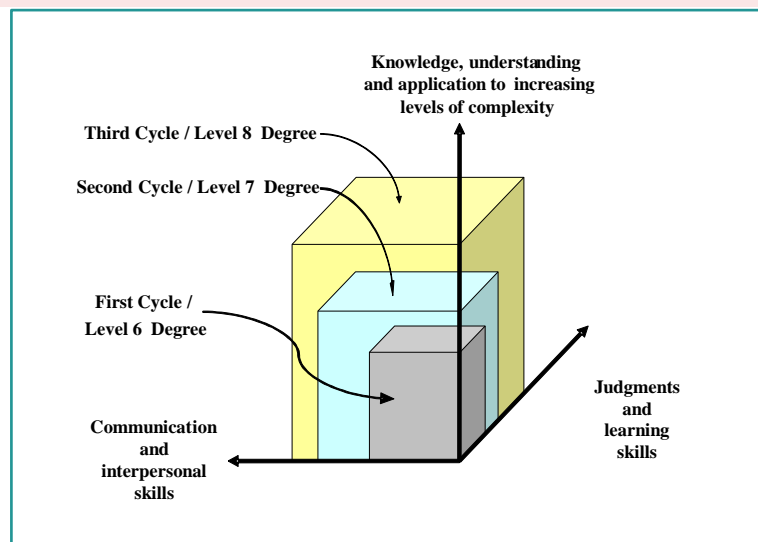 Knowledge, understanding
and application to increasing
levels of complexity
Third Cycle / Level 8 Degree
Second Cycle / Level 7 Degree
First Cycle /
Level 6 Degree
Judgments
and
learning
skills
Communication
and
interpersonal
skills